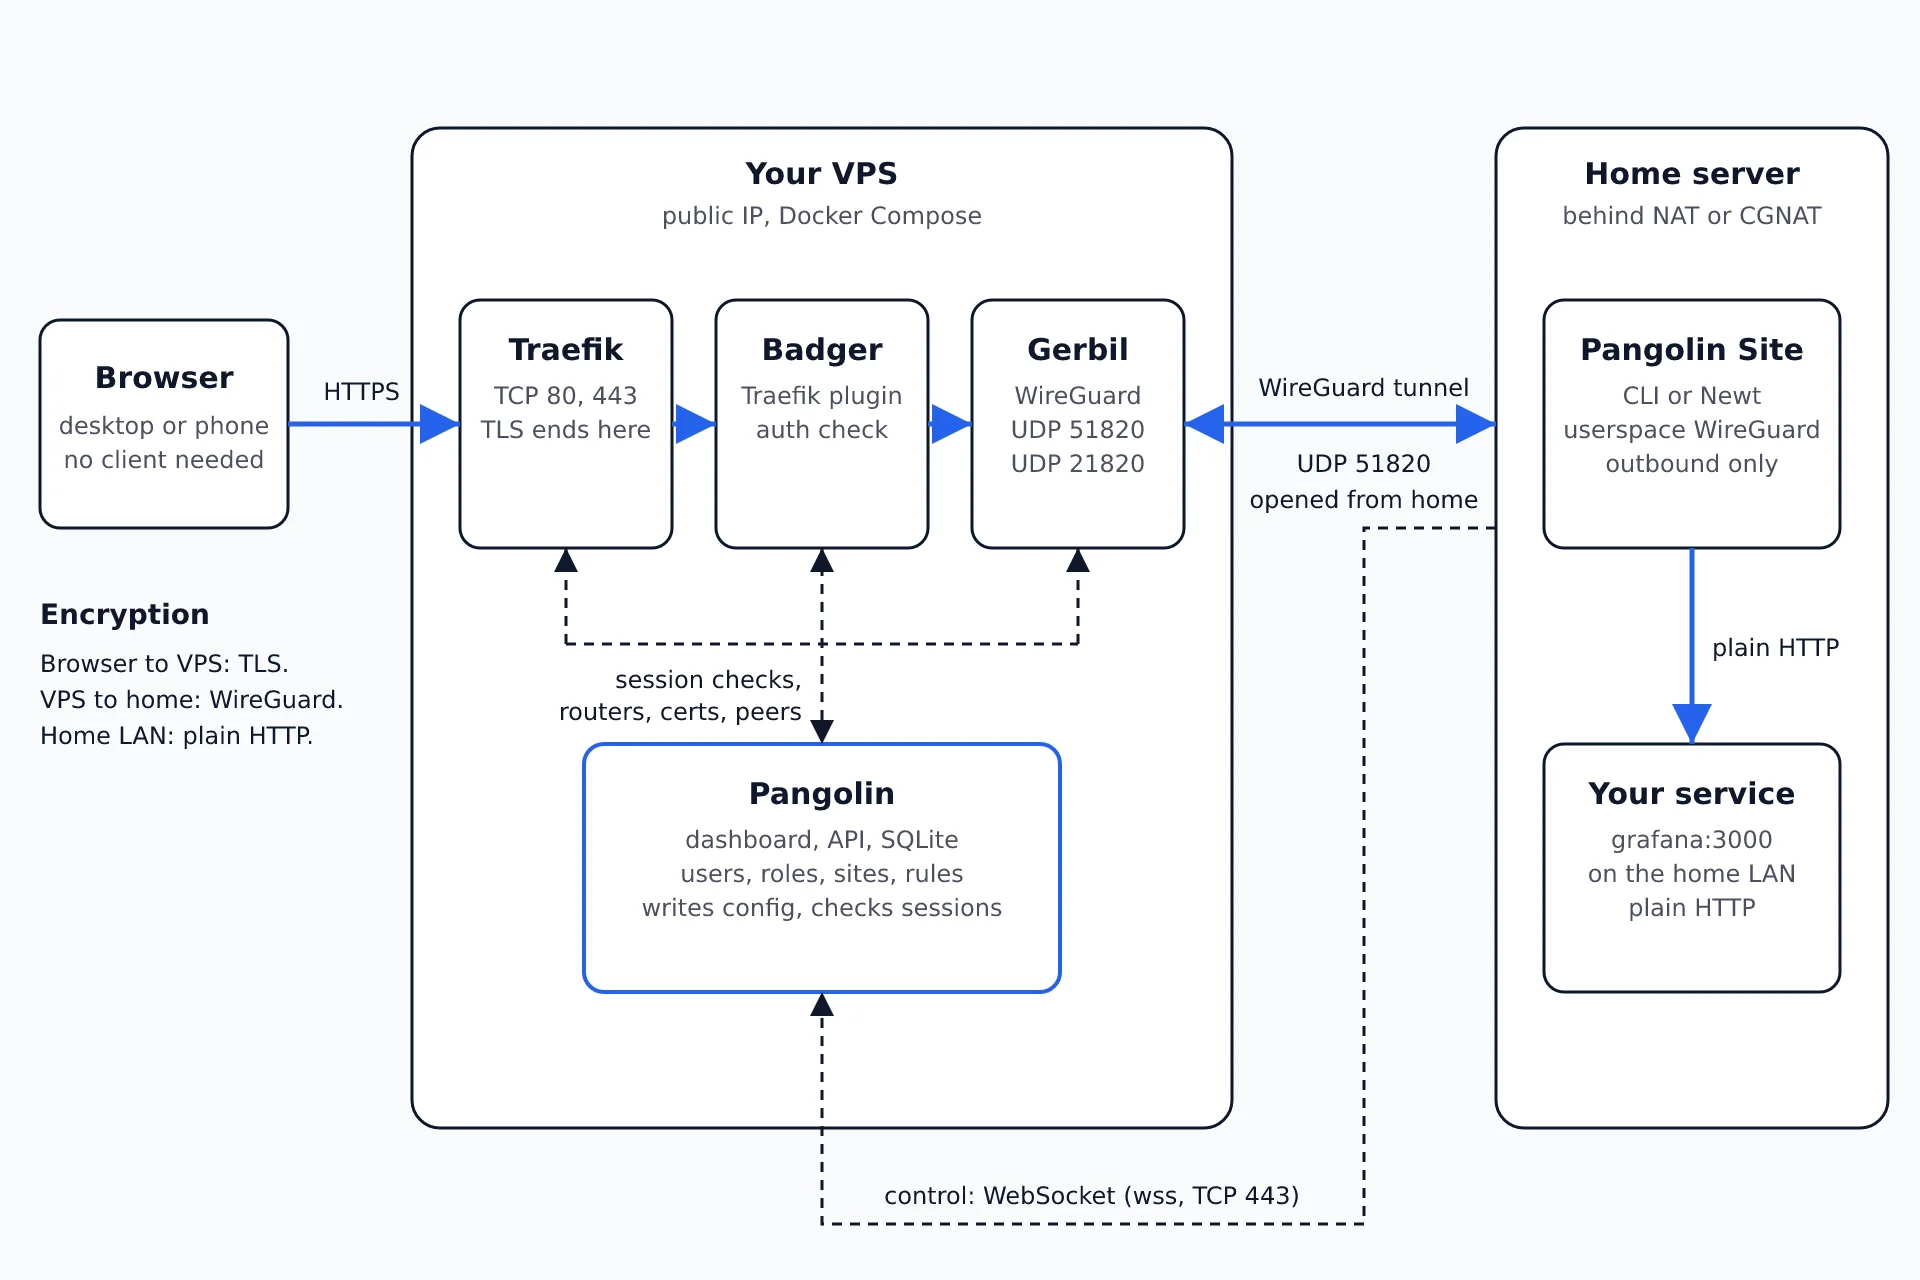 Your VPS
public IP, Docker Compose
Home server
behind NAT or CGNAT
Browser
desktop or phone
no client needed
HTTPS
Traefik
TCP 80, 443
TLS ends here
Badger
Traefik plugin
auth check
Gerbil
WireGuard
UDP 51820
UDP 21820
WireGuard tunnel
UDP 51820
opened from home
Pangolin Site
CLI or Newt
userspace WireGuard
outbound only
Encryption
Browser to VPS: TLS.
VPS to home: WireGuard.
Home LAN: plain HTTP.
session checks,
routers, certs, peers
plain HTTP
Pangolin
dashboard, API, SQLite
users, roles, sites, rules
writes config, checks sessions
Your service
grafana:3000
on the home LAN
plain HTTP
control: WebSocket (wss, TCP 443)